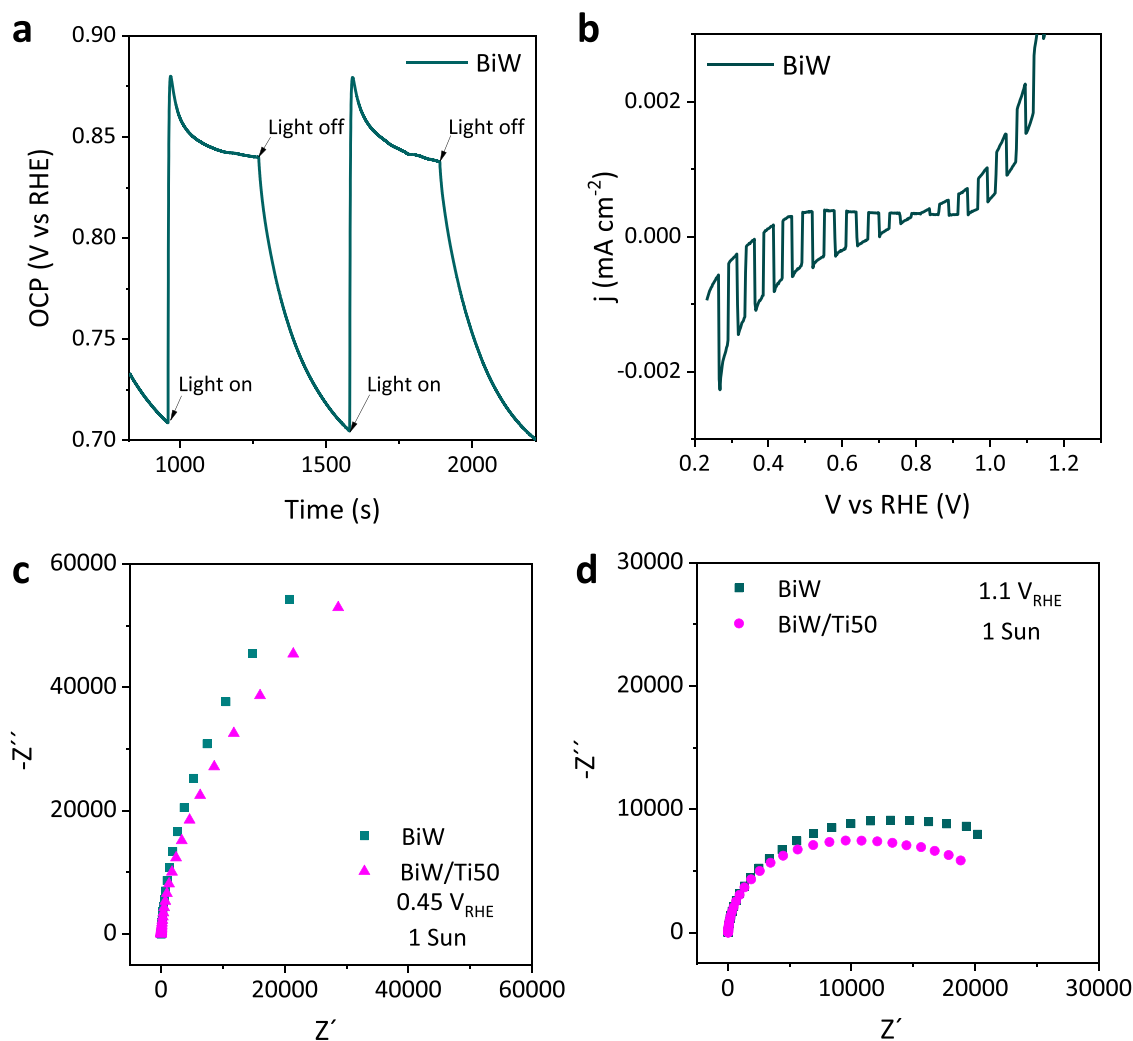 a
BiW
Light off
Light off
Light on
Light on
0.90
0.85
0.80
0.75
0.70
OCP (V vs RHE)
1000
1500
2000
Time (s)
b
BiW
0.002
0.000
-0.002
j (mA cm⁻²)
0.2
0.4
0.6
0.8
1.0
1.2
V vs RHE (V)
c
60000
40000
20000
0
-Z´´
BiW
BiW/Ti50
0.45 V_RHE
1 Sun
0
20000
40000
60000
Z´
d
BiW
BiW/Ti50
1.1 V_RHE
1 Sun
30000
20000
10000
0
-Z´´
0
10000
20000
30000
Z´